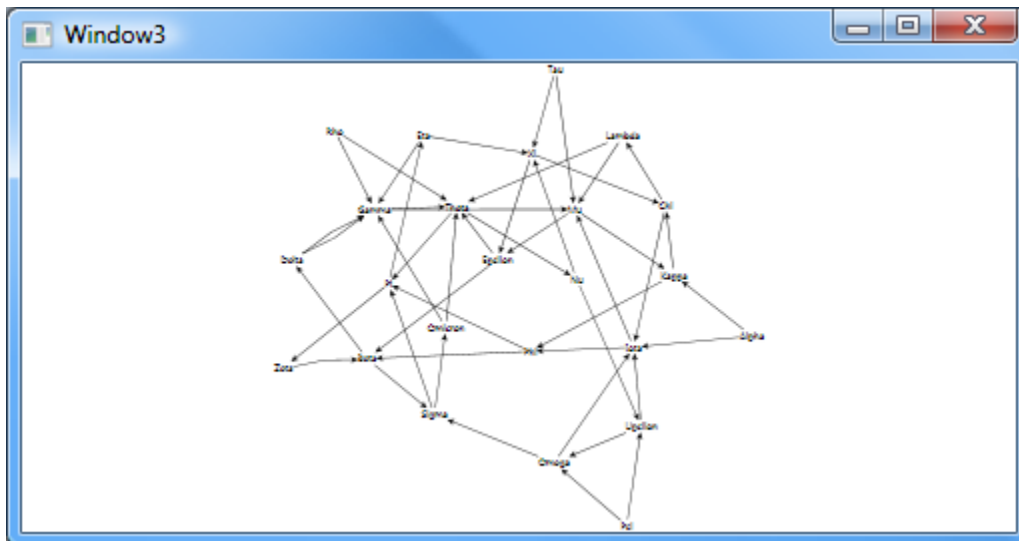 Window3
Tau
Rho
Eta
Lambda
Xi
Gamma
Theta
Mu
Chi
Delta
Epsilon
Nu
Kappa
Pi
Omicron
Alpha
Beta
Phi
Iota
Zeta
Sigma
Upsilon
Omega
Psi